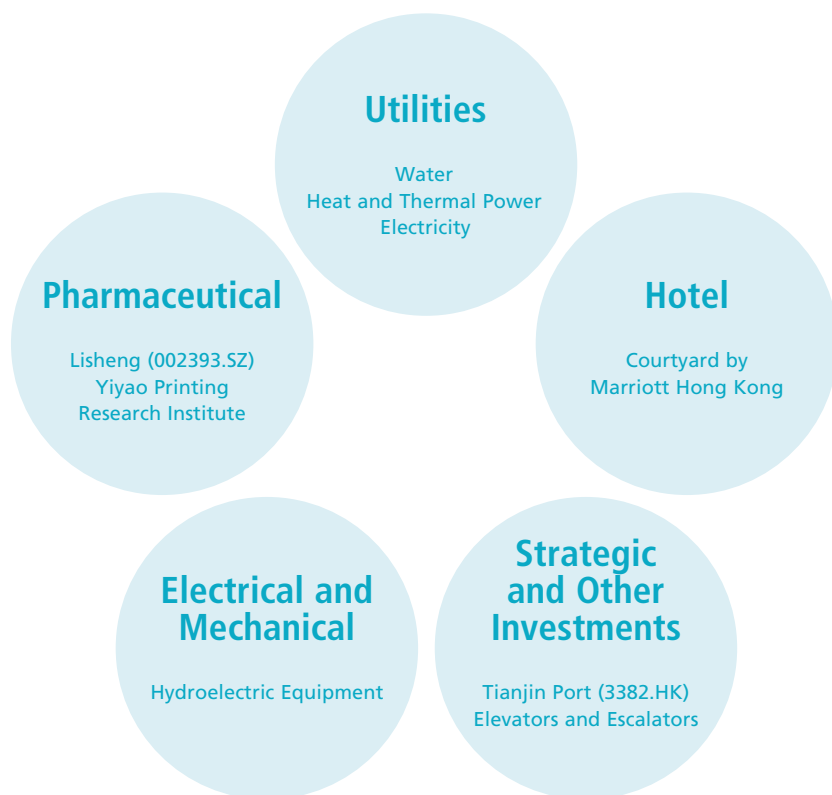 Utilities
Water
Heat and Thermal Power
Electricity
Pharmaceutical
Lisheng (002393.SZ)
Yiyao Printing
Research Institute
Hotel
Courtyard by
Marriott Hong Kong
Electrical and
Mechanical
Hydroelectric Equipment
Strategic
and Other
Investments
Tianjin Port (3382.HK)
Elevators and Escalators